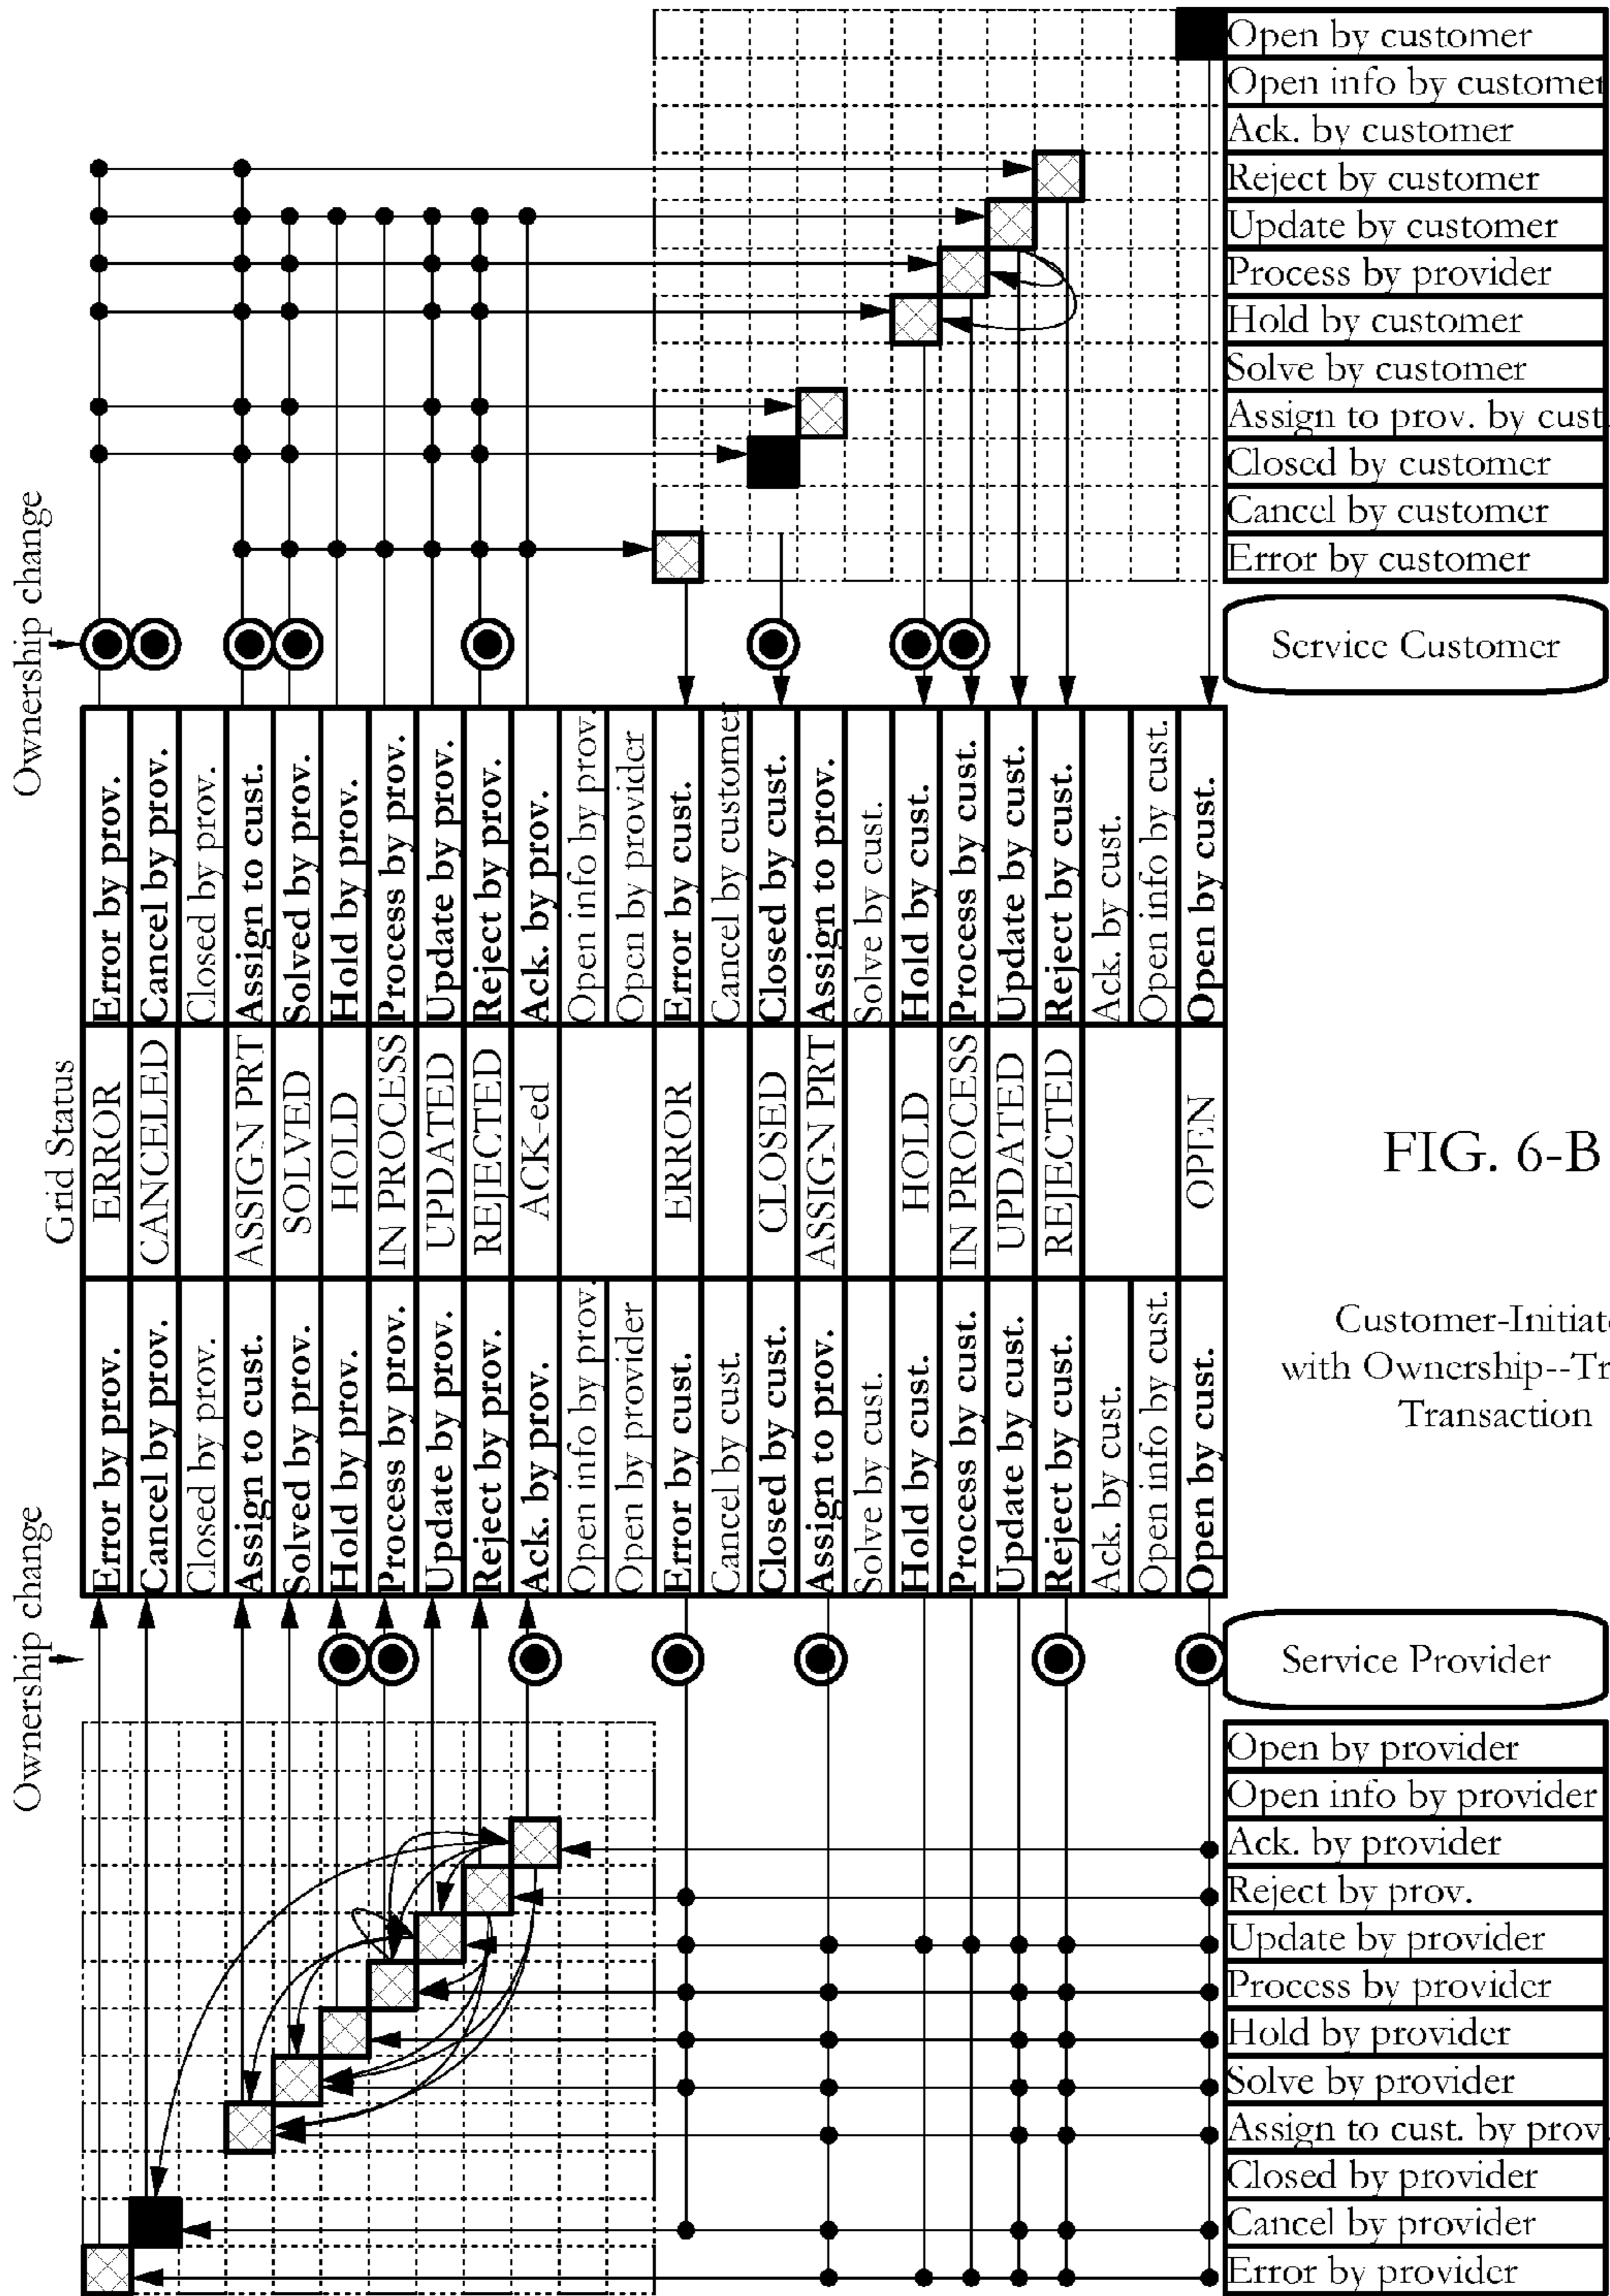 Open by customer
Open info by customer
Ack. by customer
Reject by customer
Update by customer
Process by provider
Hold by customer
Solve by customer
Assign to prov. by cust.
Closed by customer
Cancel by customer
Error by customer
Ownership change
Service Customer
Error by prov.
Cancel by prov.
Closed by prov.
Assign to cust.
Solved by prov.
Hold by prov.
Process by prov.
Update by prov.
Reject by prov.
Ack. by prov.
Open info by prov.
Open by provider
Error by cust.
Cancel by customer
Closed by cust.
Assign to prov.
Solve by cust.
Hold by cust.
Process by cust.
Update by cust.
Reject by cust.
Ack. by cust.
Open info by cust.
Open by cust.
Grid Status
ERROR
CANCELED
ASSIGN PRT
SOLVED
HOLD
IN PROCESS
UPDATED
REJECTED
ACK-ed
ERROR
CLOSED
ASSIGN PRT
HOLD
IN PROCESS
UPDATED
REJECTED
OPEN
FIG. 6-B
Customer-Initiat
with Ownership--Tr
Transaction
Error by prov.
Cancel by prov.
Closed by prov.
Assign to cust.
Solved by prov.
Hold by prov.
Process by prov.
Update by prov.
Reject by prov.
Ack. by prov.
Open info by prov.
Open by provider
Error by cust.
Cancel by cust.
Closed by cust.
Assign to prov.
Solve by cust.
Hold by cust.
Process by cust.
Update by cust.
Reject by cust.
Ack. by cust.
Open info by cust.
Open by cust.
Ownership change
Service Provider
Open by provider
Open info by provider
Ack. by provider
Reject by prov.
Update by provider
Process by provider
Hold by provider
Solve by provider
Assign to cust. by prov.
Closed by provider
Cancel by provider
Error by provider